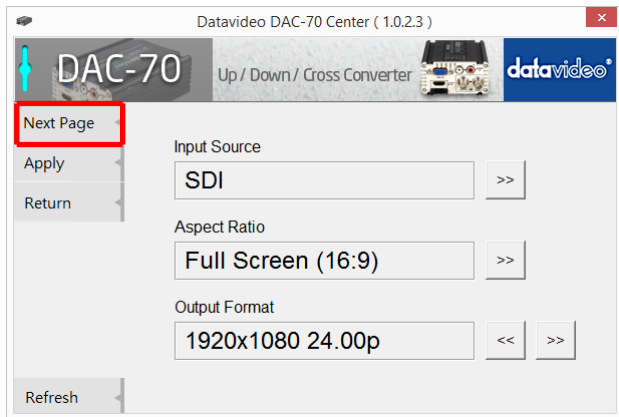 Datavideo DAC-70 Center ( 1.0.2.3 )
DAC-70
Up / Down / Cross Converter
datavideo
Next Page
Apply
Return
Refresh
Input Source
SDI
>>
Aspect Ratio
Full Screen (16:9)
>>
Output Format
1920x1080 24.00p
<< >>